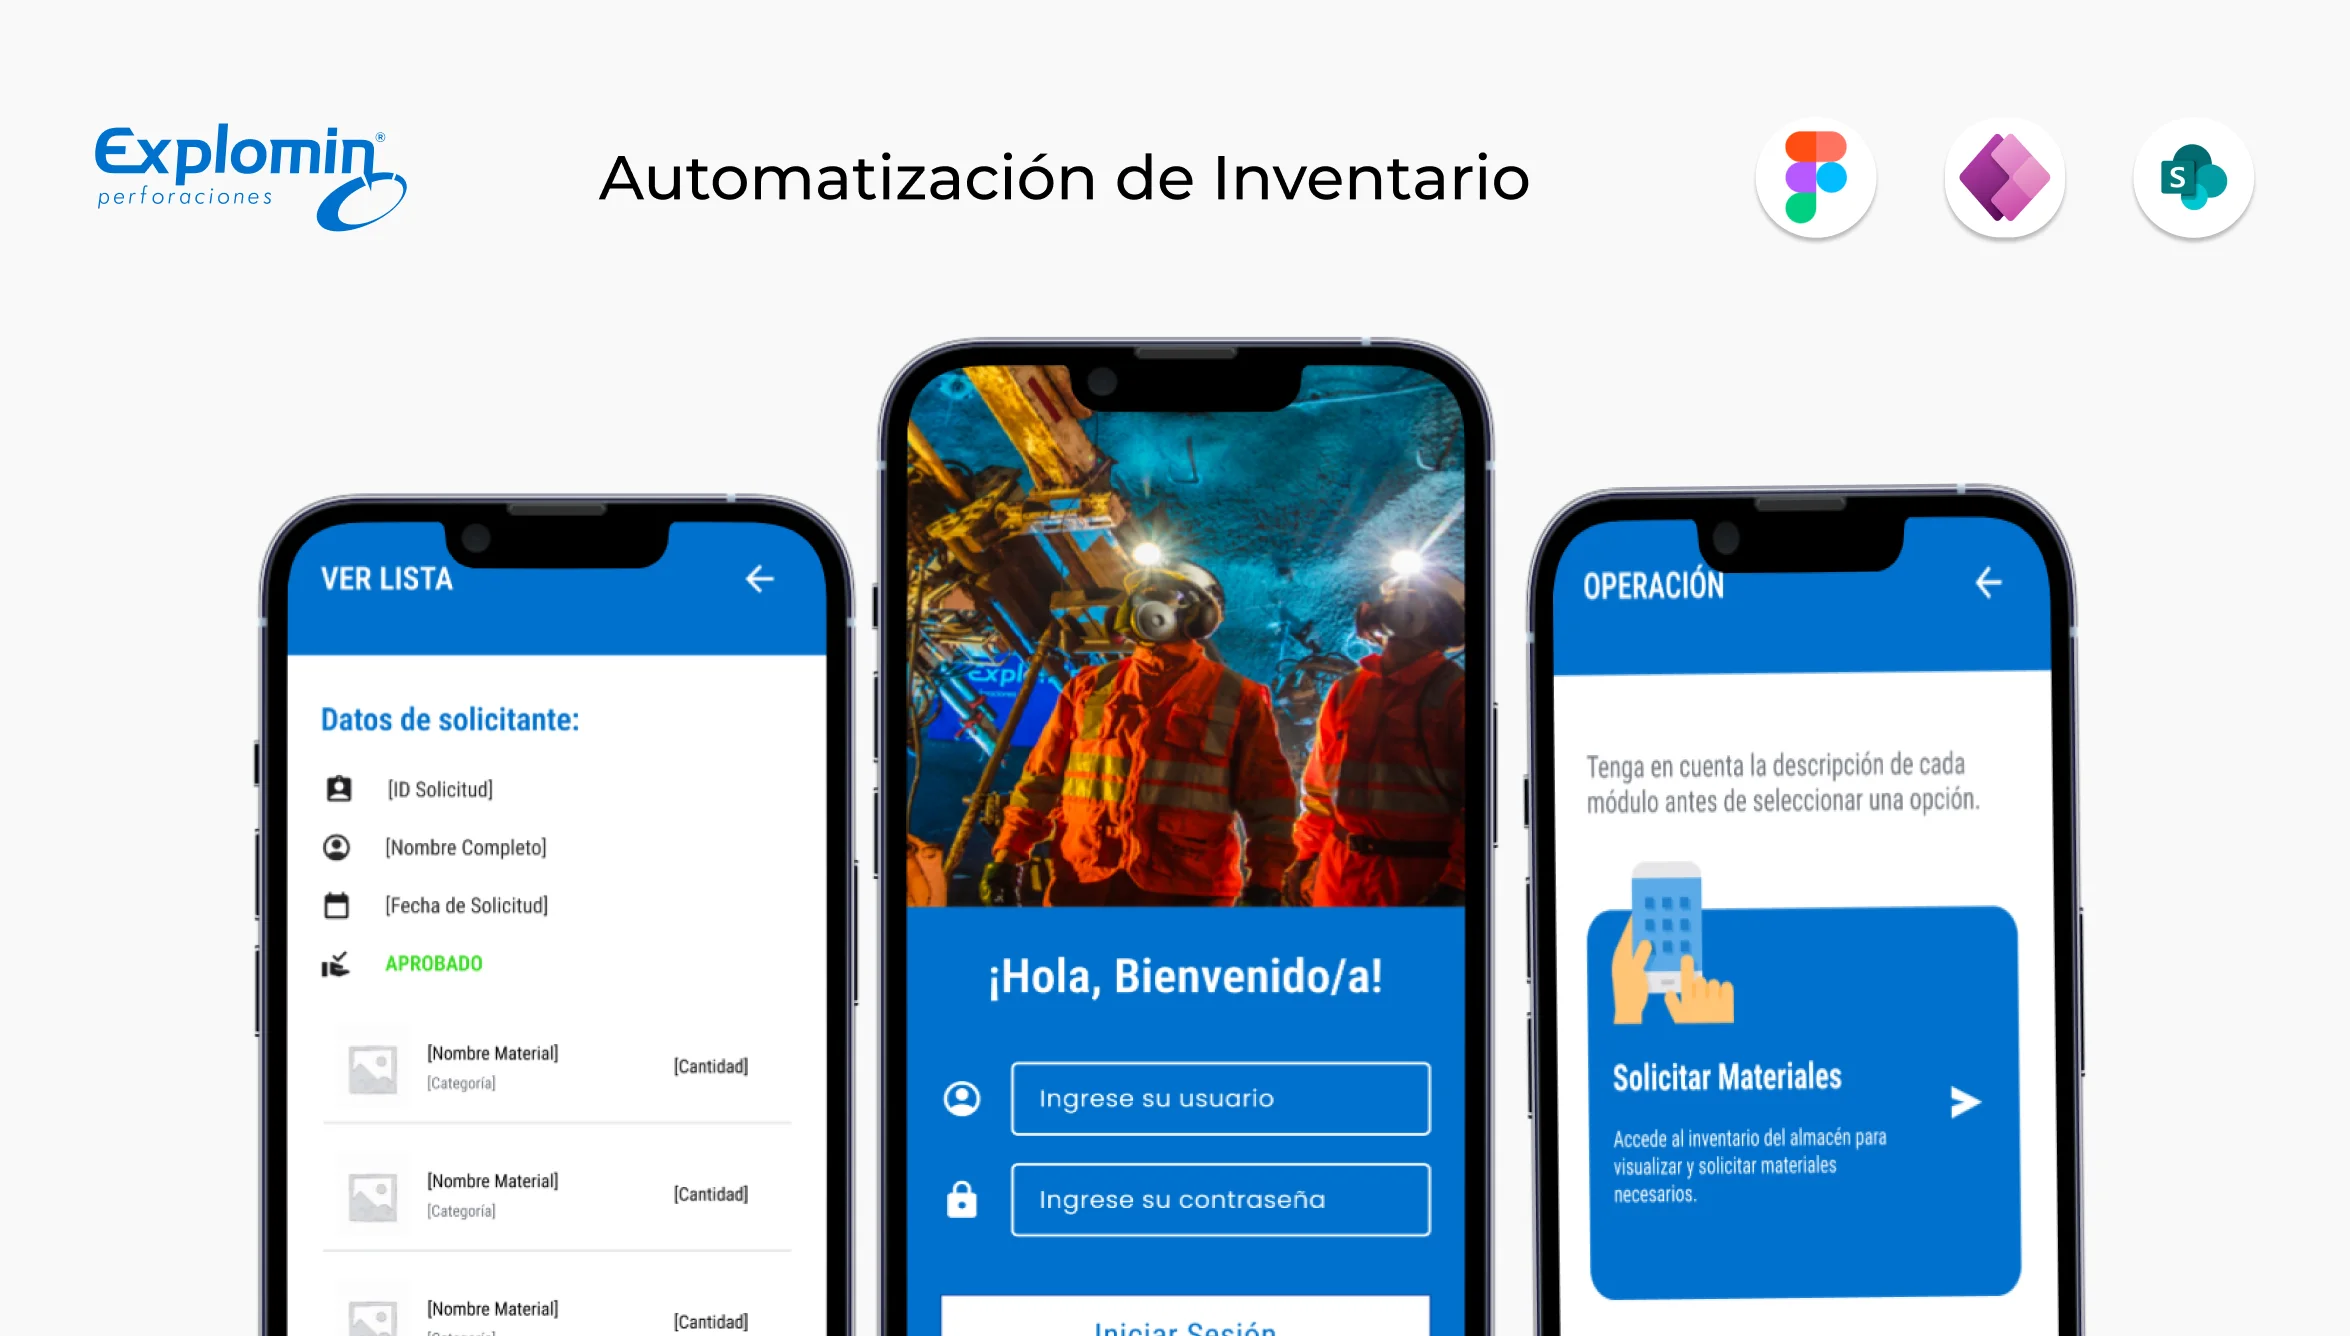 Explomin®
perforaciones
Automatización de Inventario
S
VER LISTA
Datos de solicitante:
[ID Solicitud]
[Nombre Completo]
[Fecha de Solicitud]
APROBADO
[Nombre Material]
[Categoría]
[Cantidad]
[Nombre Material]
[Categoría]
[Cantidad]
[Nombre Material]
[Categoría]
[Cantidad]
¡Hola, Bienvenido/a!
Ingrese su usuario
Ingrese su contraseña
Iniciar Sesión
OPERACIÓN
Tenga en cuenta la descripción de cada
módulo antes de seleccionar una opción.
Solicitar Materiales
Accede al inventario del almacén para
visualizar y solicitar materiales
necesarios.